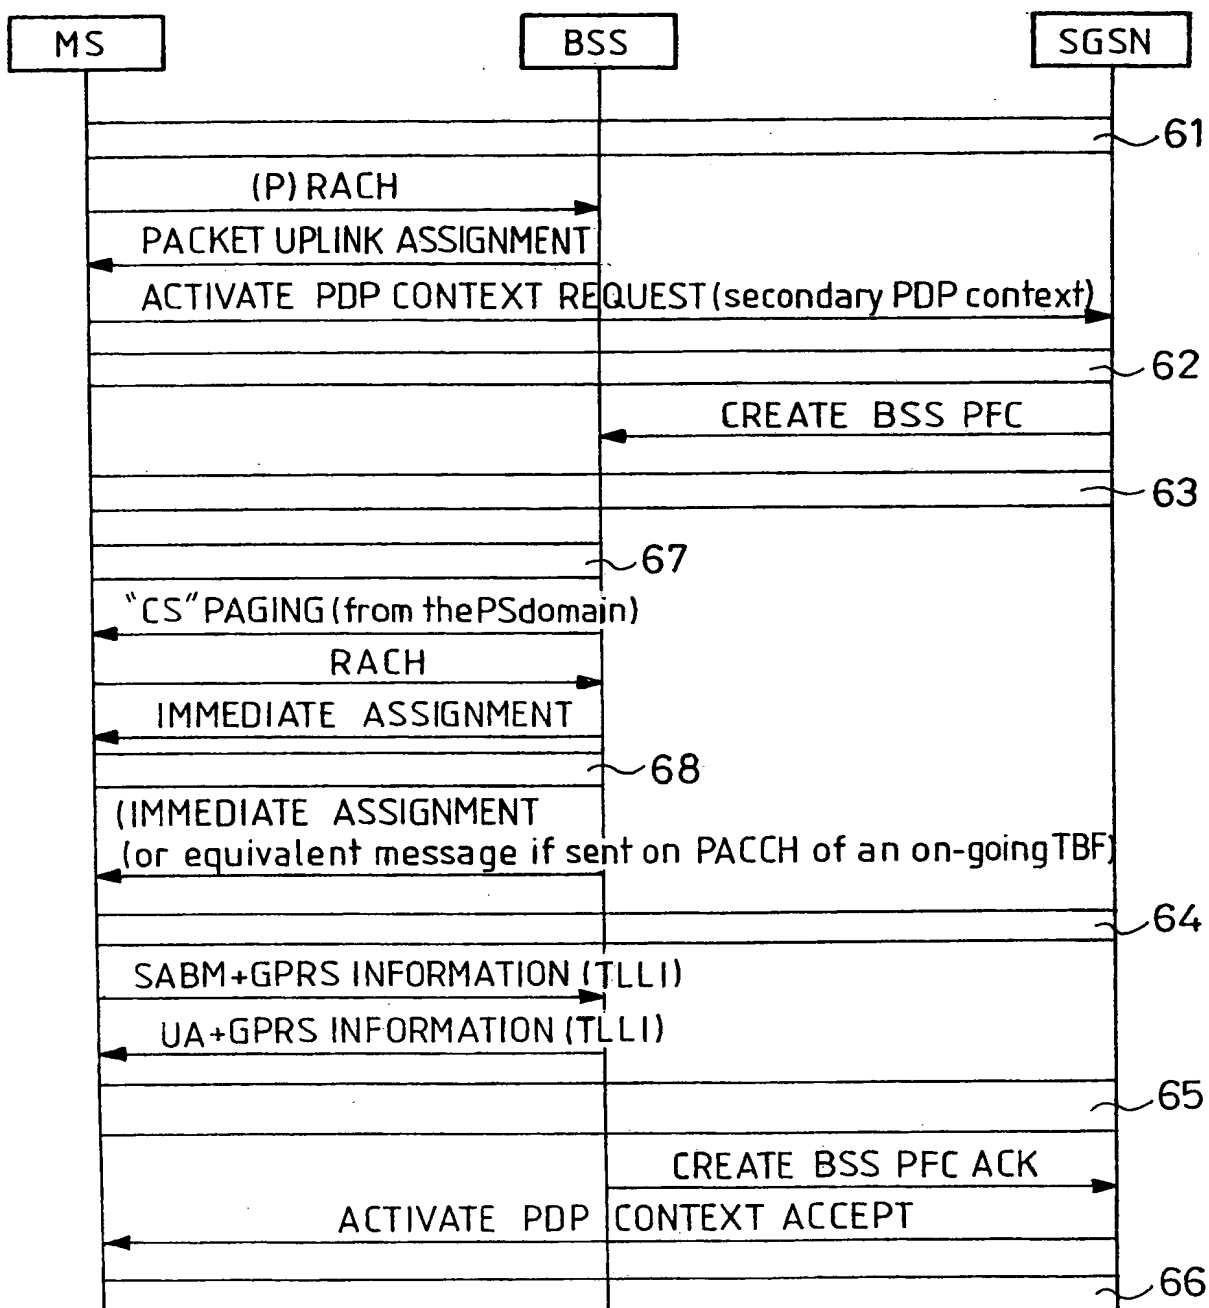 MS
BSS
SGSN
61
(P) RACH
PACKET UPLINK ASSIGNMENT
ACTIVATE PDP CONTEXT REQUEST (secondary PDP context)
62
CREATE BSS PFC
63
67
"CS" PAGING (from the PSdomain)
RACH
IMMEDIATE ASSIGNMENT
68
(IMMEDIATE ASSIGNMENT
(or equivalent message if sent on PACCH of an on-going TBF)
64
SABM+GPRS INFORMATION (TLLI)
UA+GPRS INFORMATION (TLLI)
65
CREATE BSS PFC ACK
ACTIVATE PDP CONTEXT ACCEPT
66